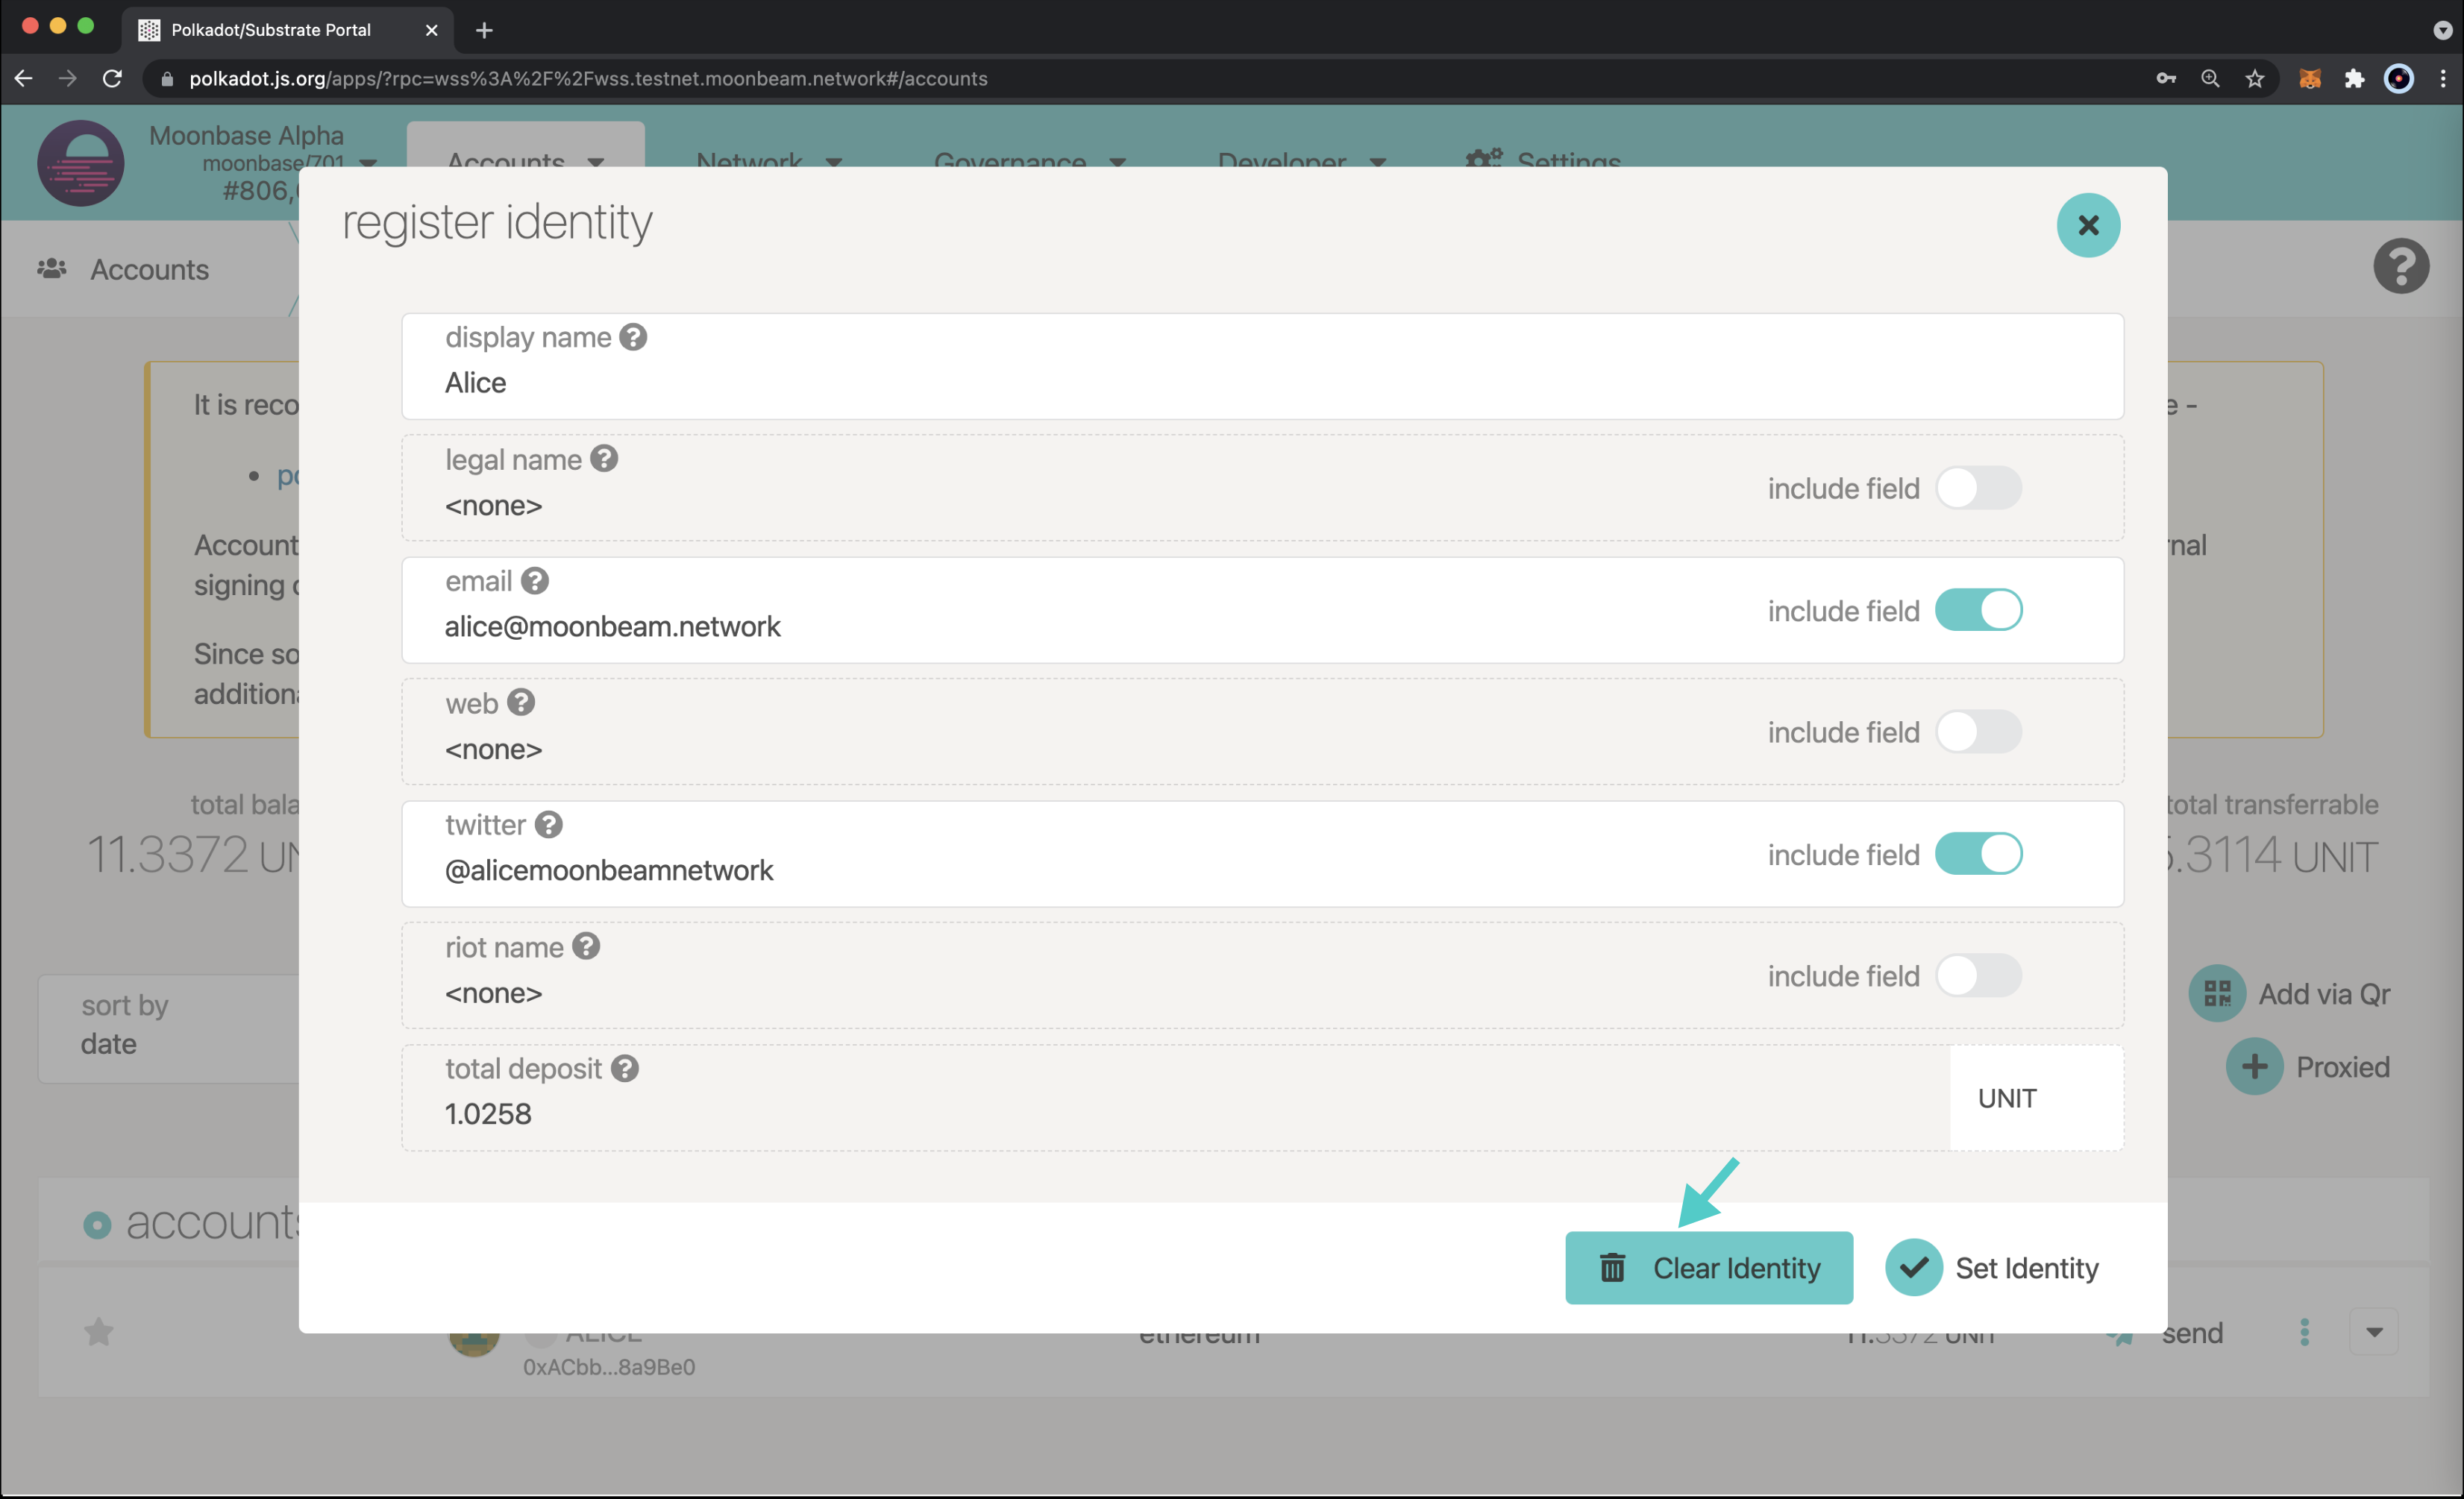 Polkadot/Substrate Portal
polkadot.js.org/apps/?rpc=wss%3A%2F%2Fwss.testnet.moonbeam.network#/accounts
Moonbase Alpha
moonbase/701
#806,
Accounts
Network
Governance
Developer
Settings
register identity
Accounts
display name
Alice
It is reco
e -
legal name
<none>
include field
Account
nal
signing
email
alice@moonbeam.network
include field
Since so
additiona
web
<none>
include field
total bala
total transferrable
11.3372 UN
.3114 UNIT
twitter
@alicemoonbeamnetwork
include field
riot name
<none>
include field
sort by
date
Add via Qr
Proxied
total deposit
1.0258
UNIT
accounts
Clear Identity
Set Identity
ALICE
0xACbb...8a9Be0
ethereum
11.3372 UNIT
send